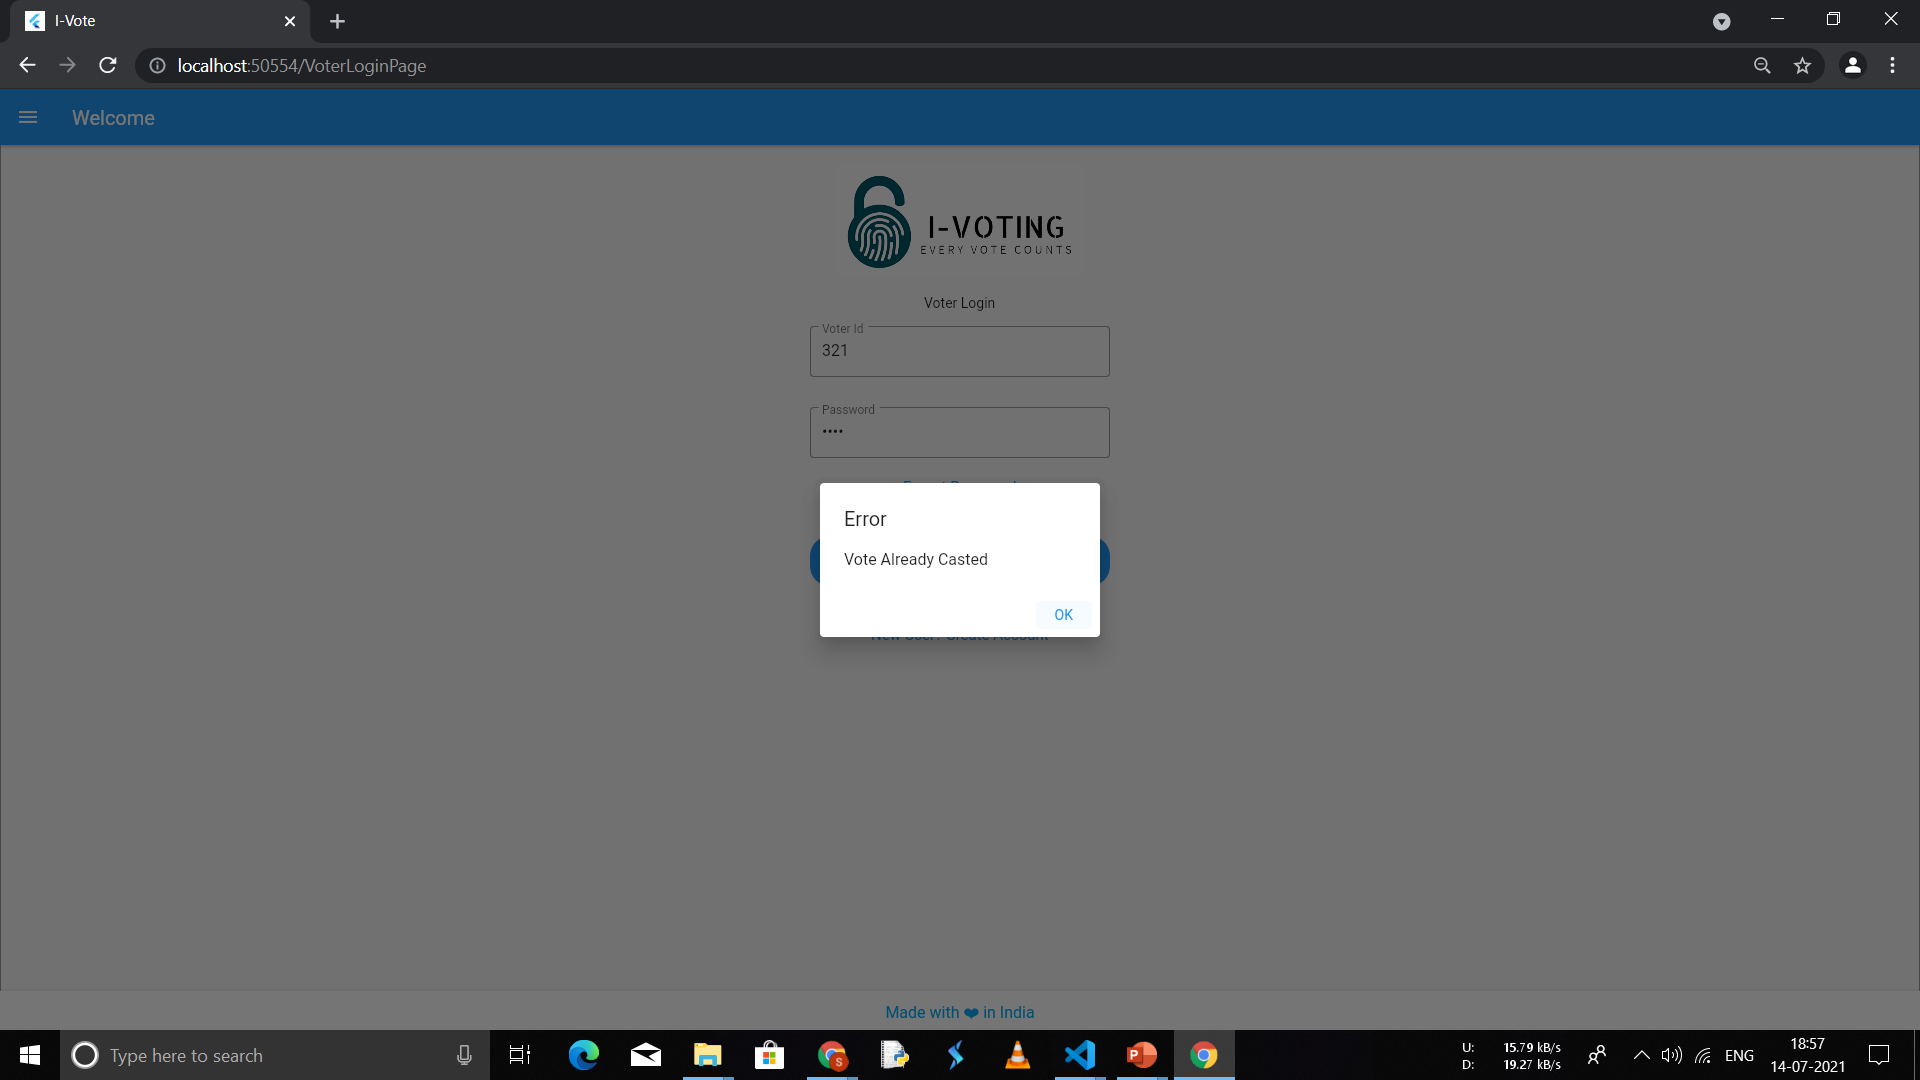 I-Vote
localhost:50554/VoterLoginPage
Welcome
I-VOTING
EVERY VOTE COUNTS
Voter Login
Voter Id
321
Password
••••
Error
Vote Already Casted
OK
Made with ❤ in India
Type here to search
S
P
U: 15.79 kB/s
D: 19.27 kB/s
ENG
18:57
14-07-2021